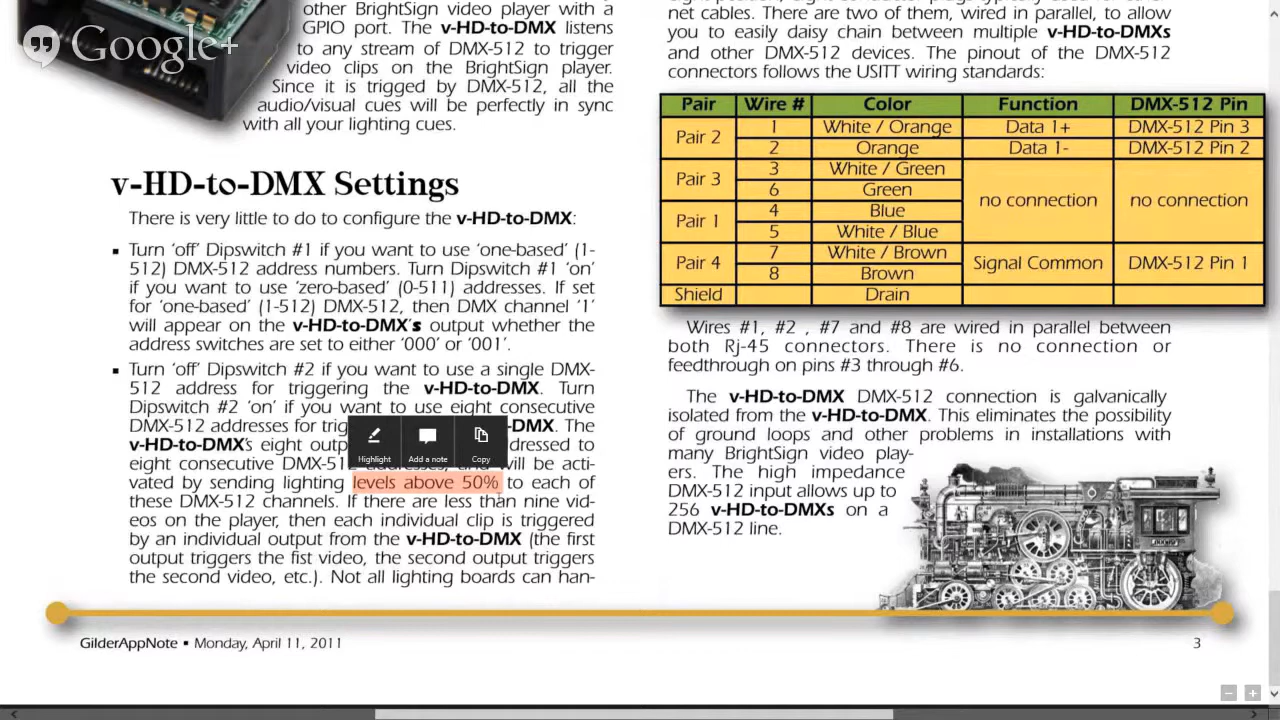 Google+
other BrightSign video player with a
GPIO port. The v-HD-to-DMX listens
to any stream of DMX-512 to trigger
video clips on the BrightSign player.
Since it is trigged by DMX-512, all the
audio/visual cues will be perfectly in sync
with all your lighting cues.
v-HD-to-DMX Settings
There is very little to do to configure the v-HD-to-DMX:
▪ Turn ‘off’ Dipswitch #1 if you want to use ‘one-based’ (1-
512) DMX-512 address numbers. Turn Dipswitch #1 ‘on’
if you want to use ‘zero-based’ (0-511) addresses. If set
for ‘one-based’ (1-512) DMX-512, then DMX channel ‘1’
will appear on the v-HD-to-DMX’s output whether the
address switches are set to either ‘000’ or ‘001’.
▪ Turn ‘off’ Dipswitch #2 if you want to use a single DMX-
512 address for triggering the v-HD-to-DMX. Turn
Dipswitch #2 ‘on’ if you want to use eight consecutive
DMX-512 addresses for trig
D-to-DMX. The
v-HD-to-DMX’s eight outp
dressed to
Highlight
Add a note
Copy
eight consecutive DMX-512 addresses, and will be acti-
vated by sending lighting levels above 50% to each of
these DMX-512 channels. If there are less than nine vid-
eos on the player, then each individual clip is triggered
by an individual output from the v-HD-to-DMX (the first
output triggers the fist video, the second output triggers
the second video, etc.). Not all lighting boards can han-
net cables. There are two of them, wired in parallel, to allow
you to easily daisy chain between multiple v-HD-to-DMXs
and other DMX-512 devices. The pinout of the DMX-512
connectors follows the USITT wiring standards:
Pair Wire # Color Function DMX-512 Pin
Pair 2 1 White / Orange Data 1+ DMX-512 Pin 3
2 Orange Data 1- DMX-512 Pin 2
Pair 3 3 White / Green no connection no connection
6 Green
Pair 1 4 Blue
5 White / Blue
Pair 4 7 White / Brown Signal Common DMX-512 Pin 1
8 Brown
Shield Drain
Wires #1, #2 , #7 and #8 are wired in parallel between
both Rj-45 connectors. There is no connection or
feedthrough on pins #3 through #6.
The v-HD-to-DMX DMX-512 connection is galvanically
isolated from the v-HD-to-DMX. This eliminates the possibility
of ground loops and other problems in installations with
many BrightSign video play-
ers. The high impedance
DMX-512 input allows up to
256 v-HD-to-DMXs on a
DMX-512 line.
GilderAppNote ▪ Monday, April 11, 2011
3